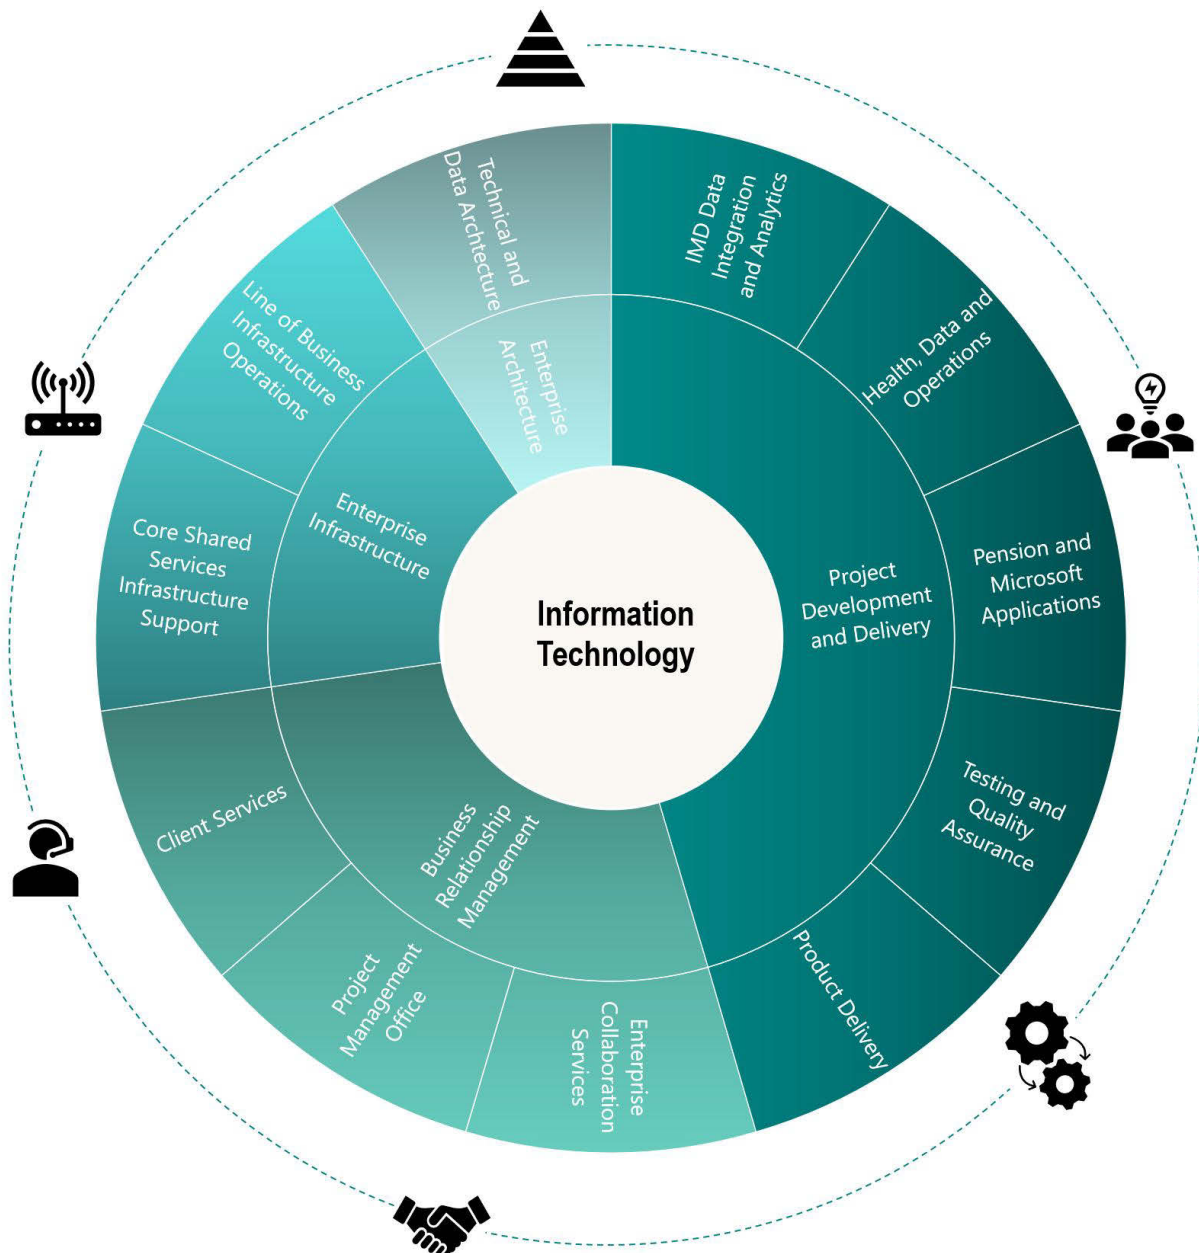 Information
Technology
Project
Development
and Delivery
IMD Data
Integration
and Analytics
Health, Data and
Operations
Pension and
Microsoft
Applications
Testing and
Quality
Assurance
Product Delivery
Business
Relationship
Management
Enterprise
Collaboration
Services
Project
Management
Office
Client Services
Enterprise
Infrastructure
Core Shared
Services
Infrastructure
Support
Line of Business
Infrastructure
Operations
Enterprise
Architecture
Technical and
Data Archtecture